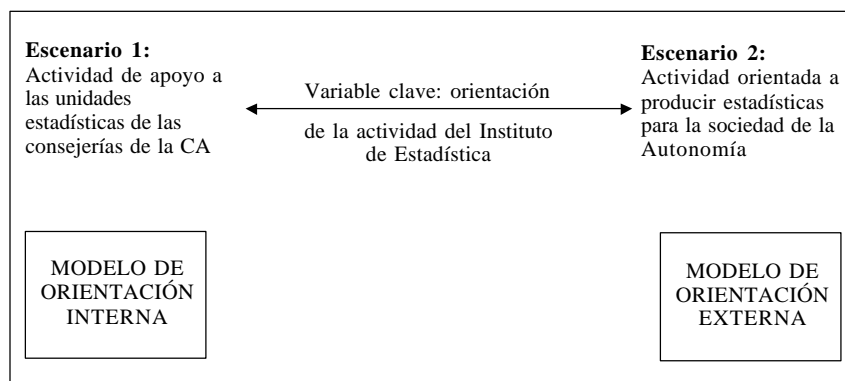 Escenario 1:
Actividad de apoyo a
las unidades
estadísticas de las
consejerías de la CA
Variable clave: orientación
de la actividad del Instituto
de Estadística
Escenario 2:
Actividad orientada a
producir estadísticas
para la sociedad de la
Autonomía
MODELO DE
ORIENTACIÓN
INTERNA
MODELO DE
ORIENTACIÓN
EXTERNA